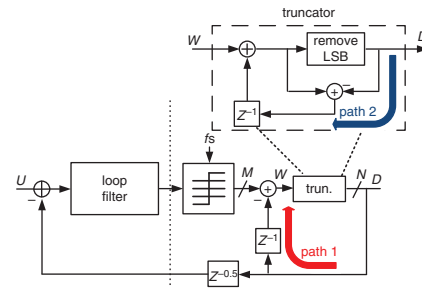 truncator
W
remove
LSB
D
−
Z-1
path 2
fs
U
−
loop
filter
M
W
−
trun.
N
D
Z-1
path 1
Z-0.5